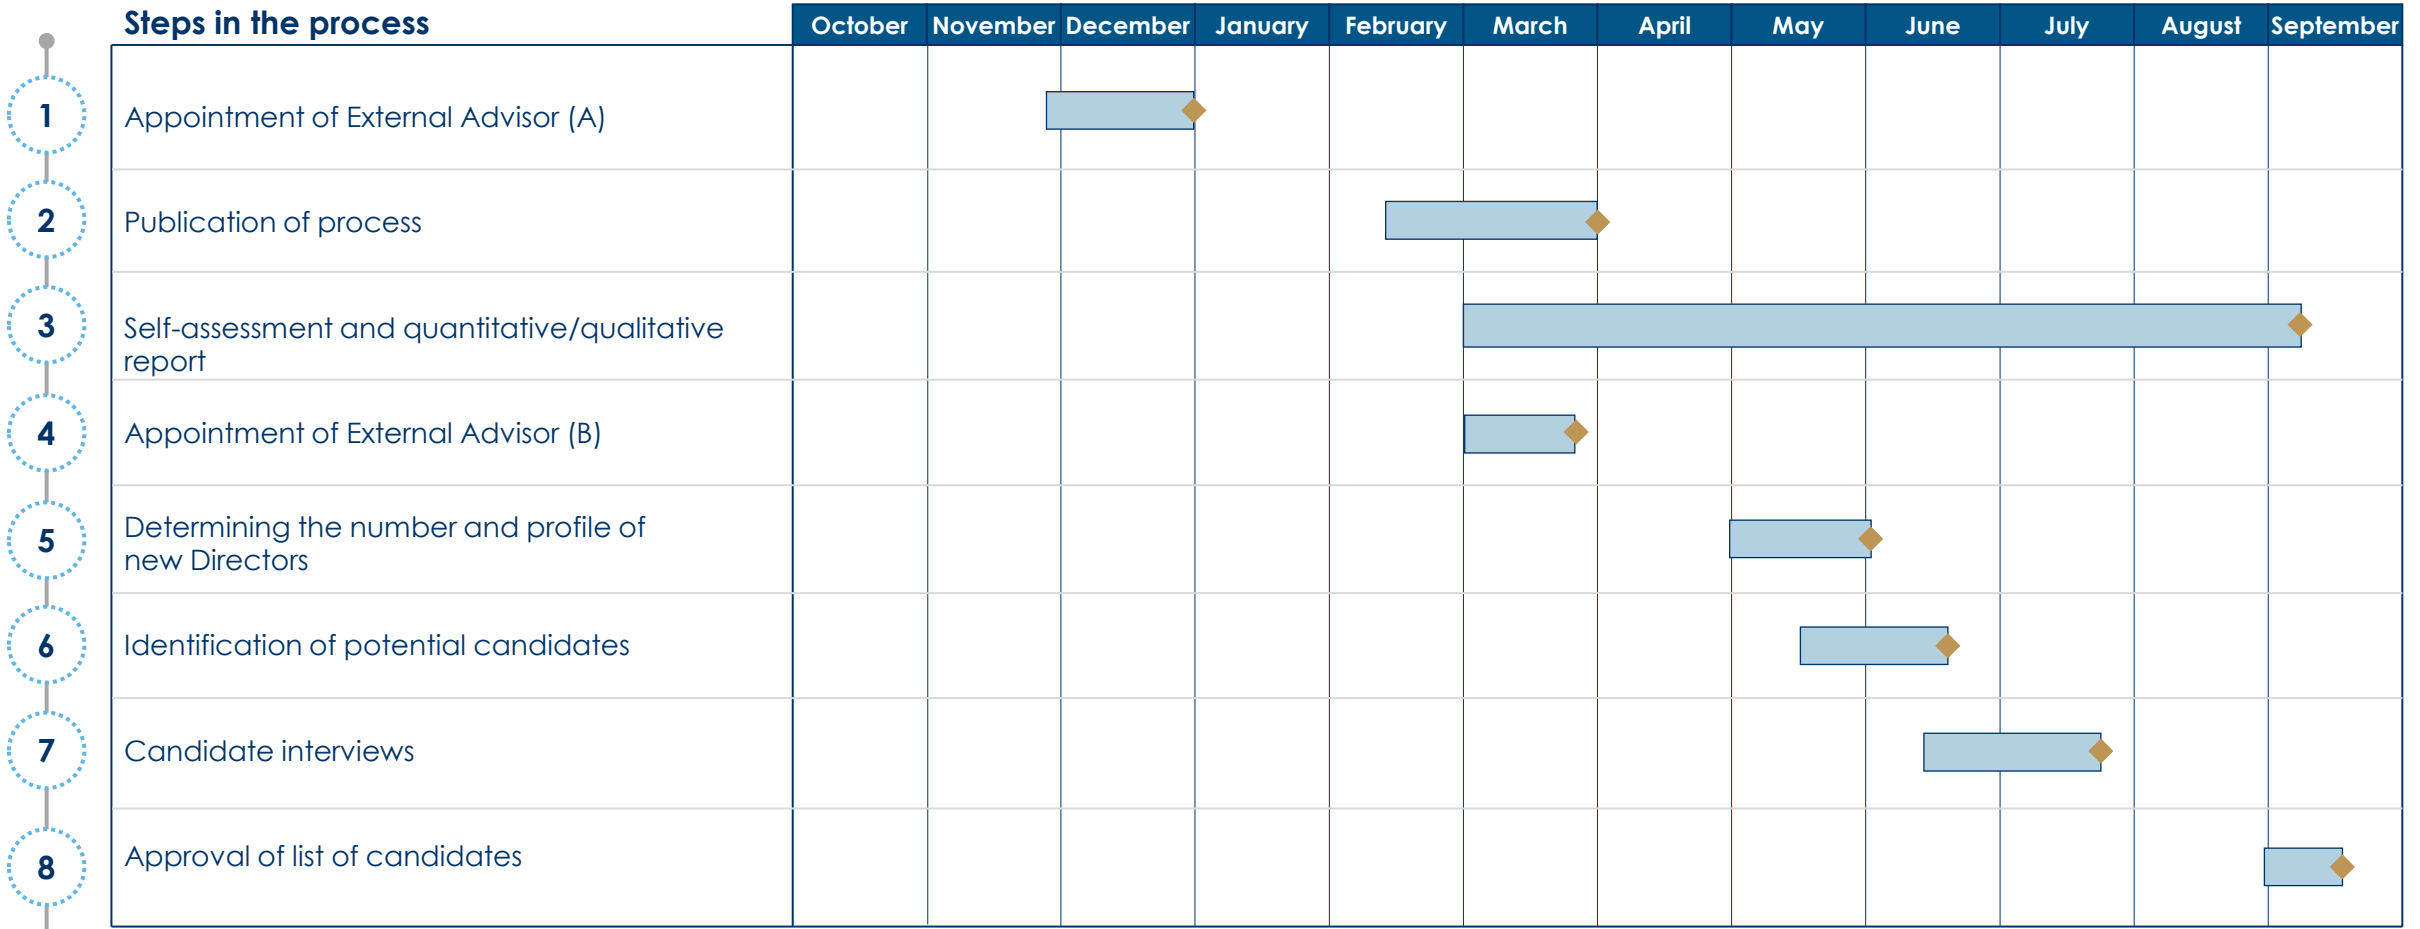 Steps in the process
October November December January February March April May June July August September
1 Appointment of External Advisor (A)
2 Publication of process
3 Self-assessment and quantitative/qualitative
report
4 Appointment of External Advisor (B)
5 Determining the number and profile of
new Directors
6 Identification of potential candidates
7 Candidate interviews
8 Approval of list of candidates